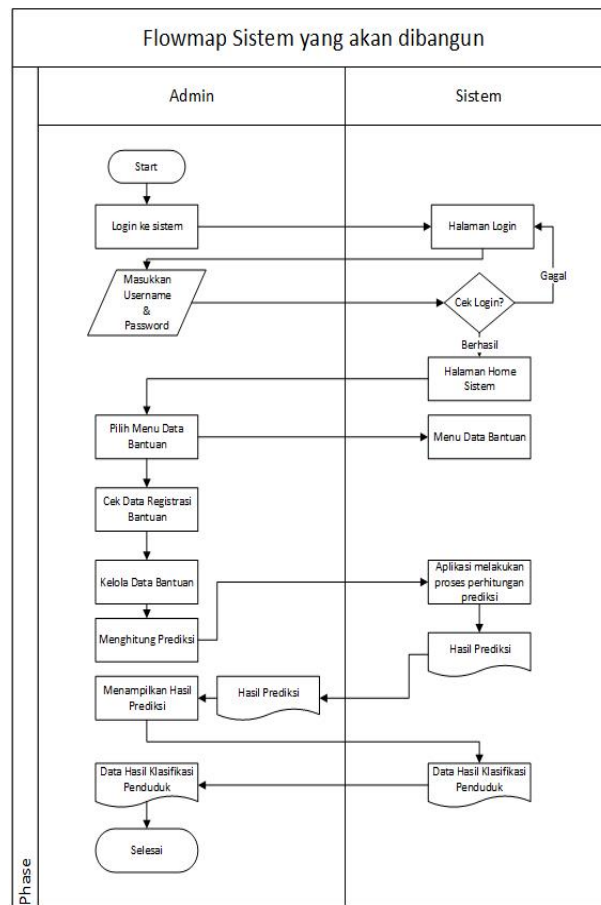 Flowmap Sistem yang akan dibangun
Admin
Sistem
Start
Login ke sistem
Halaman Login
Masukkan
Username
&
Password
Cek Login?
Gagal
Berhasil
Halaman Home
Sistem
Pilih Menu Data
Bantuan
Menu Data Bantuan
Cek Data Registrasi
Bantuan
Kelola Data Bantuan
Aplikasi melakukan
proses perhitungan
prediksi
Menghitung Prediksi
Hasil Prediksi
Hasil Prediksi
Menampilkan Hasil
Prediksi
Data Hasil Klasifikasi
Penduduk
Data Hasil Klasifikasi
Penduduk
Selesai
Phase